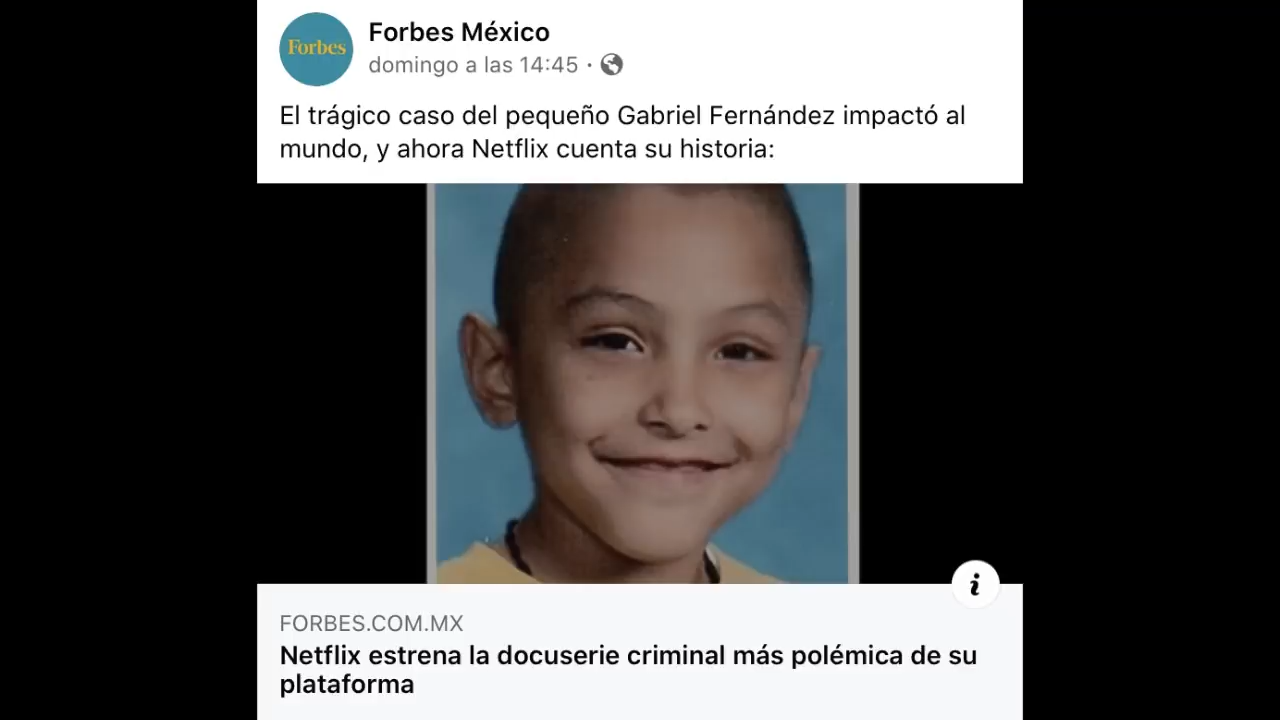 Forbes
Forbes México
domingo a las 14:45 ·
El trágico caso del pequeño Gabriel Fernández impactó al
mundo, y ahora Netflix cuenta su historia:
i
FORBES.COM.MX
Netflix estrena la docuserie criminal más polémica de su
plataforma